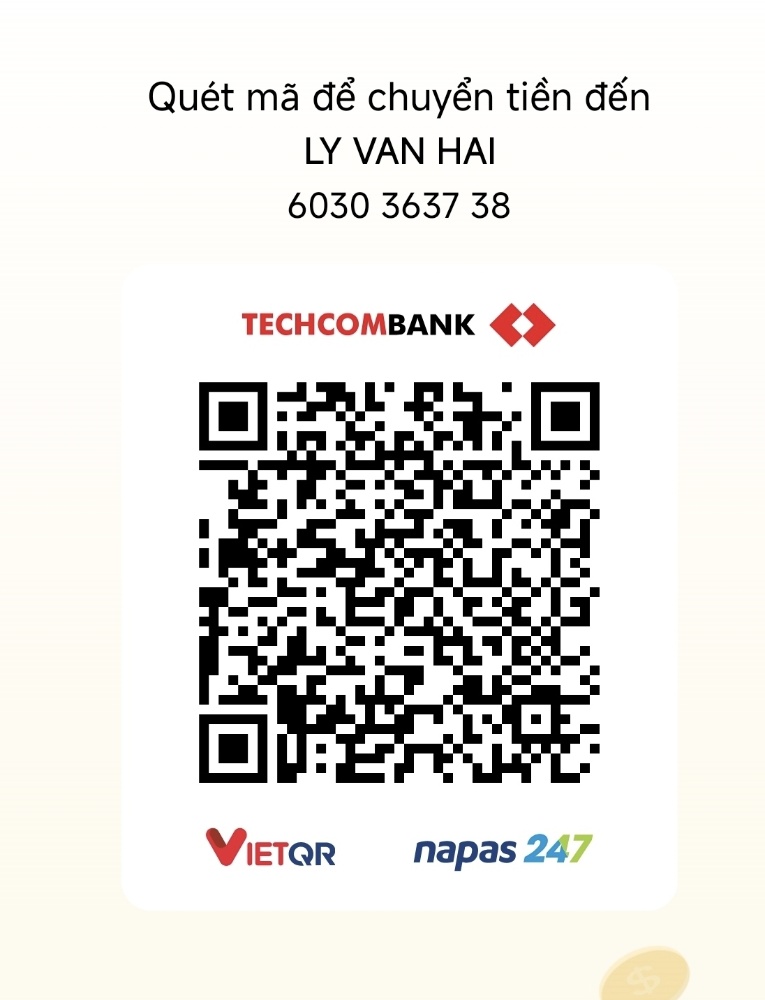 Quét mã để chuyển tiền đến
LY VAN HAI
6030 3637 38
TECHCOMBANK
VIETQR
napas 247